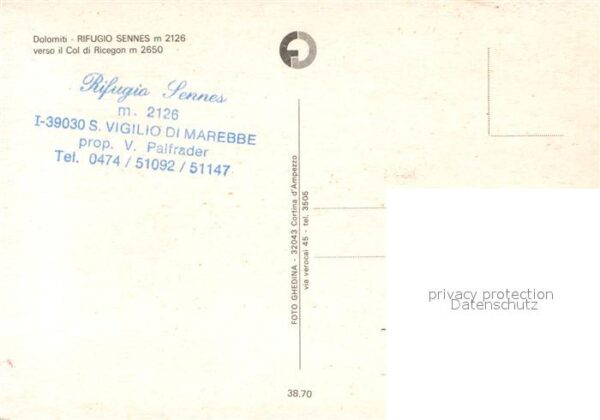 Dolomiti - RIFUGIO SENNES m 2126
verso il Col di Ricegon m 2650
Rifugio Sennes
m. 2126
I-39030 S. VIGILIO DI MAREBBE
prop. V. Palfrader
Tel. 0474 / 51092 / 51147
FOTO GHEDINA - 32043 Cortina d'Ampezzo
via verocai 45 - tel. 3505
38.70
privacy protection
Datenschutz